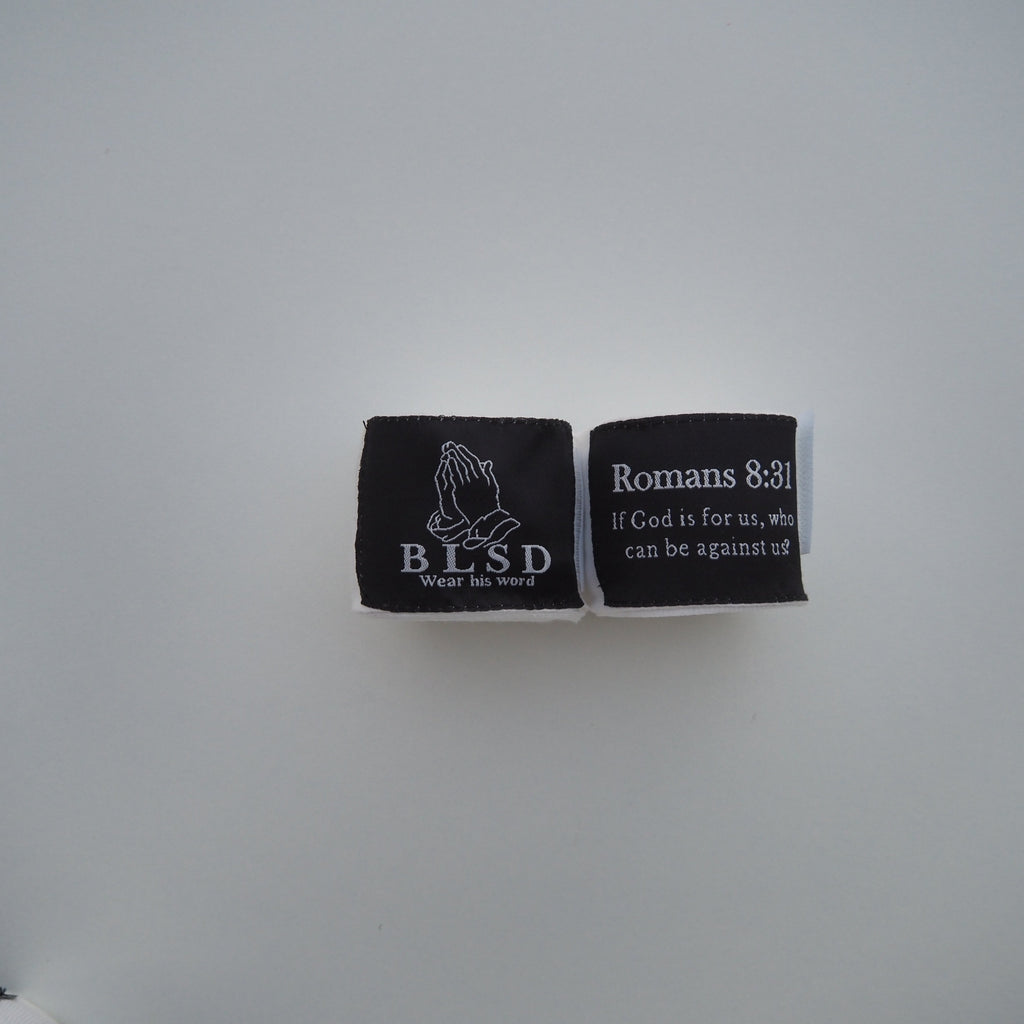 BLSD
Wear his word
Romans 8:31
If God is for us, who
can be against us?